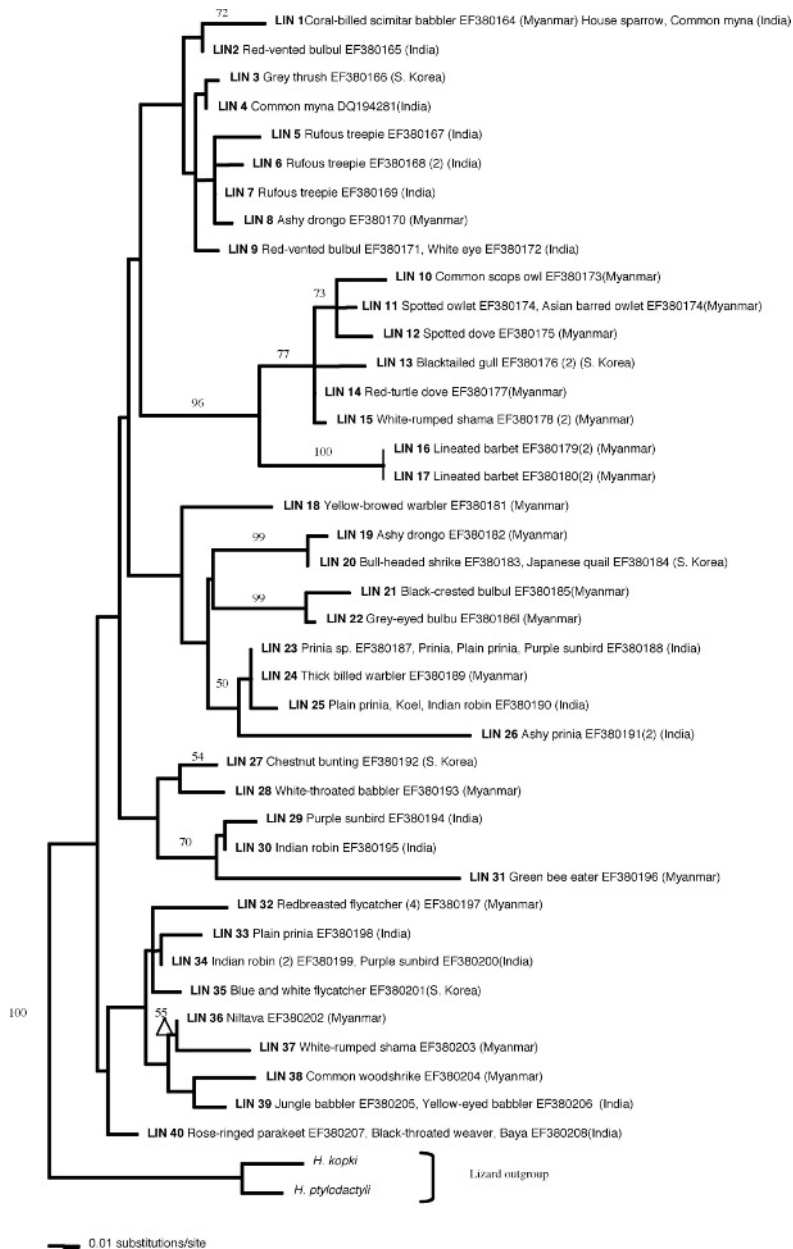 72
LIN 1Coral-billed scimitar babbler EF380164 (Myanmar) House sparrow, Common myna (India)
LIN2 Red-vented bulbul EF380165 (India)
LIN 3 Grey thrush EF380166 (S. Korea)
LIN 4 Common myna DQ194281(India)
LIN 5 Rufous treepie EF380167 (India)
LIN 6 Rufous treepie EF380168 (2) (India)
LIN 7 Rufous treepie EF380169 (India)
LIN 8 Ashy drongo EF380170 (Myanmar)
LIN 9 Red-vented bulbul EF380171, White eye EF380172 (India)
LIN 10 Common scops owl EF380173(Myanmar)
73
LIN 11 Spotted owlet EF380174, Asian barred owlet EF380174(Myanmar)
LIN 12 Spotted dove EF380175 (Myanmar)
77
LIN 13 Blacktailed gull EF380176 (2) (S. Korea)
LIN 14 Red-turtle dove EF380177(Myanmar)
96
LIN 15 White-rumped shama EF380178 (2) (Myanmar)
100
LIN 16 Lineated barbet EF380179(2) (Myanmar)
LIN 17 Lineated barbet EF380180(2) (Myanmar)
LIN 18 Yellow-browed warbler EF380181 (Myanmar)
99
LIN 19 Ashy drongo EF380182 (Myanmar)
LIN 20 Bull-headed shrike EF380183, Japanese quail EF380184 (S. Korea)
99
LIN 21 Black-crested bulbul EF380185(Myanmar)
LIN 22 Grey-eyed bulbu EF380186l (Myanmar)
LIN 23 Prinia sp. EF380187, Prinia, Plain prinia, Purple sunbird EF380188 (India)
LIN 24 Thick billed warbler EF380189 (Myanmar)
50
LIN 25 Plain prinia, Koel, Indian robin EF380190 (India)
LIN 26 Ashy prinia EF380191(2) (India)
54
LIN 27 Chestnut bunting EF380192 (S. Korea)
LIN 28 White-throated babbler EF380193 (Myanmar)
LIN 29 Purple sunbird EF380194 (India)
70
LIN 30 Indian robin EF380195 (India)
LIN 31 Green bee eater EF380196 (Myanmar)
LIN 32 Redbreasted flycatcher (4) EF380197 (Myanmar)
LIN 33 Plain prinia EF380198 (India)
LIN 34 Indian robin (2) EF380199, Purple sunbird EF380200(India)
LIN 35 Blue and white flycatcher EF380201(S. Korea)
100
55
LIN 36 Niltava EF380202 (Myanmar)
LIN 37 White-rumped shama EF380203 (Myanmar)
LIN 38 Common woodshrike EF380204 (Myanmar)
LIN 39 Jungle babbler EF380205, Yellow-eyed babbler EF380206 (India)
LIN 40 Rose-ringed parakeet EF380207, Black-throated weaver, Baya EF380208(India)
H. kopki
Lizard outgroup
H. ptylodactyli
0.01 substitutions/site